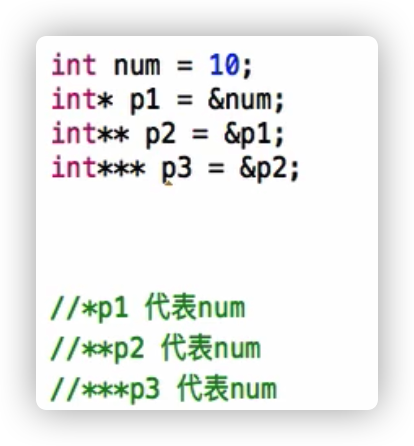 int num = 10;
int* p1 = &num;
int** p2 = &p1;
int*** p3 = &p2;
//*p1 代表num
//**p2 代表num
//***p3 代表num